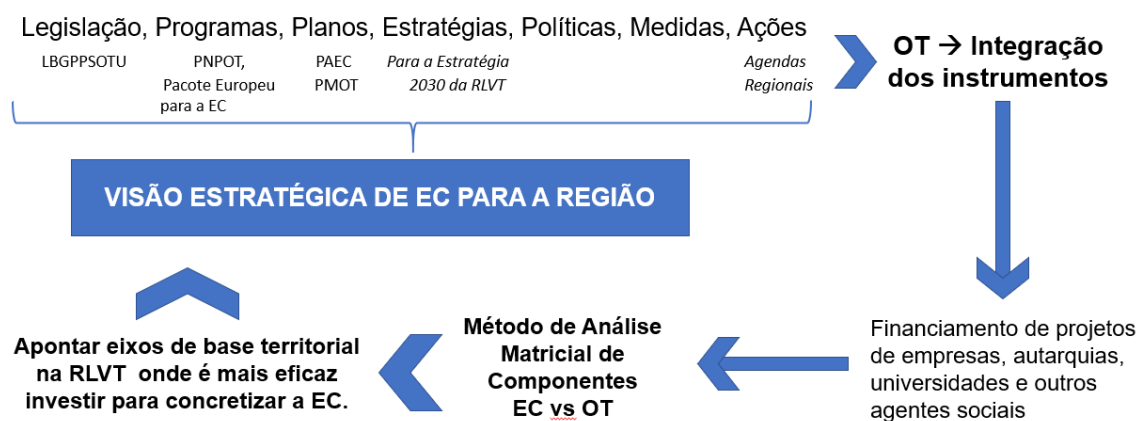 Legislação, Programas, Planos, Estratégias, Políticas, Medidas, Ações
LBGPPSOTU PNPOT, PAEC Para a Estratégia Agendas
Pacote Europeu PMOT 2030 da RLVT Regionais
para a EC
OT → Integração
dos instrumentos
VISÃO ESTRATÉGICA DE EC PARA A REGIÃO
Financiamento de projetos
de empresas, autarquias,
universidades e outros
agentes sociais
Método de Análise
Matricial de
Componentes
EC vs OT
Apontar eixos de base territorial
na RLVT onde é mais eficaz
investir para concretizar a EC.